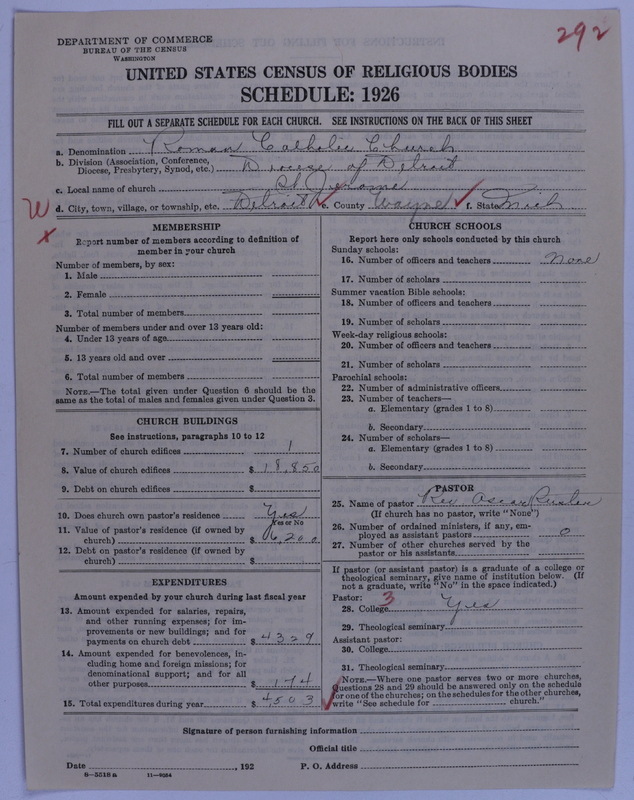 292
DEPARTMENT OF COMMERCE
BUREAU OF THE CENSUS
WASHINGTON
UNITED STATES CENSUS OF RELIGIOUS BODIES
SCHEDULE: 1926
FILL OUT A SEPARATE SCHEDULE FOR EACH CHURCH. SEE INSTRUCTIONS ON THE BACK OF THIS SHEET
a. Denomination Roman Catholic Church
b. Division (Association, Conference,
Diocese, Presbytery, Synod, etc.) Diocese of Detroit
c. Local name of church St Jerome
W d. City, town, village, or township, etc. Detroit e. County Wayne f. State Mich
x
MEMBERSHIP
Report number of members according to definition of
member in your church
Number of members, by sex:
1. Male
2. Female
3. Total number of members
Number of members under and over 13 years old:
4. Under 13 years of age
5. 13 years old and over
6. Total number of members
NOTE.—The total given under Question 6 should be the
same as the total of males and females given under Question 3.
CHURCH BUILDINGS
See instructions, paragraphs 10 to 12
7. Number of church edifices 1
8. Value of church edifices $ 18,850
9. Debt on church edifices $
10. Does church own pastor's residence Yes
Yes or No
11. Value of pastor's residence (if owned by
church) $ 6,200
12. Debt on pastor's residence (if owned by
church) $
EXPENDITURES
Amount expended by your church during last fiscal year
13. Amount expended for salaries, repairs,
and other running expenses; for im-
provements or new buildings; and for
payments on church debt $ 4329
14. Amount expended for benevolences, in-
cluding home and foreign missions; for
denominational support; and for all
other purposes $ 174
15. Total expenditures during year $ 4503
CHURCH SCHOOLS
Report here only schools conducted by this church
Sunday schools:
16. Number of officers and teachers None
17. Number of scholars
Summer vacation Bible schools:
18. Number of officers and teachers
19. Number of scholars
Week-day religious schools:
20. Number of officers and teachers
21. Number of scholars
Parochial schools:
22. Number of administrative officers
23. Number of teachers—
a. Elementary (grades 1 to 8)
b. Secondary
24. Number of scholars—
a. Elementary (grades 1 to 8)
b. Secondary
PASTOR
25. Name of pastor Rev Oscar
(If church has no pastor, write "None")
26. Number of ordained ministers, if any, em-
ployed as assistant pastors 0
27. Number of other churches served by the
pastor or his assistants
If pastor (or assistant pastor) is a graduate of a college or
theological seminary, give name of institution below. (If
not a graduate, write "No" in the space indicated.)
Pastor: 3
28. College Yes
29. Theological seminary
Assistant pastor:
30. College
31. Theological seminary
NOTE.—Where one pastor serves two or more churches,
Questions 28 and 29 should be answered only on the schedule
for one of the churches; on the schedules for the other churches,
write "See schedule for church."
Signature of person furnishing information
Official title
Date , 192 P. O. Address
8—5518a 11—9054